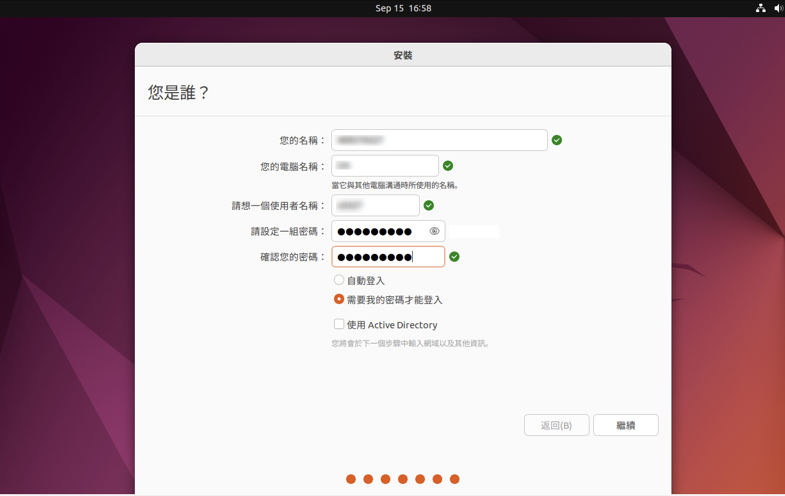 Sep 15 16:58
安裝
您是誰？
您的名稱：
您的電腦名稱：
當它與其他電腦溝通時所使用的名稱。
請想一個使用者名稱：
請設定一組密碼： ●●●●●●●●●
確認您的密碼： ●●●●●●●●●
自動登入
需要我的密碼才能登入
使用 Active Directory
您將會於下一個步驟中輸入網域以及其他資訊。
返回(B) 繼續